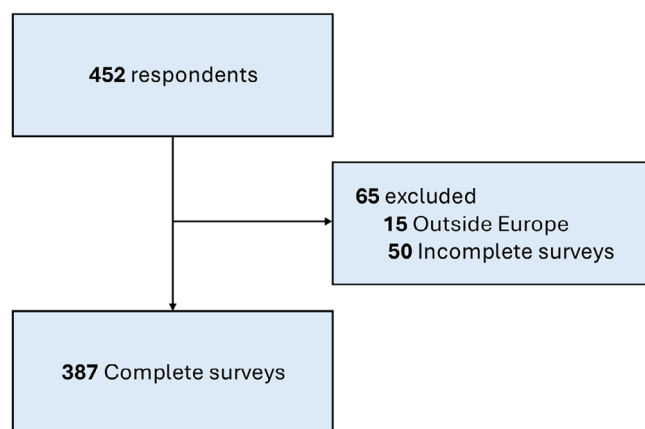 452 respondents
65 excluded
15 Outside Europe
50 Incomplete surveys
387 Complete surveys